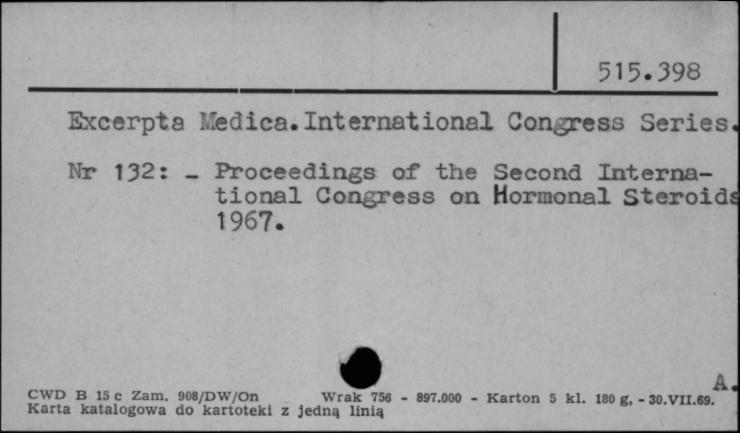 515.398
Excerpta Medica. International Congress Series.
Nr 132: - Proceedings of the Second Interna-
tional Congress on Hormonal Steroids
1967.
A.
CWD B 15 c Zam. 908/DW/On Wrak 756 - 897.000 - Karton 5 kl. 180 g, - 30.VII.69.
Karta katalogowa do kartoteki z jedną linią